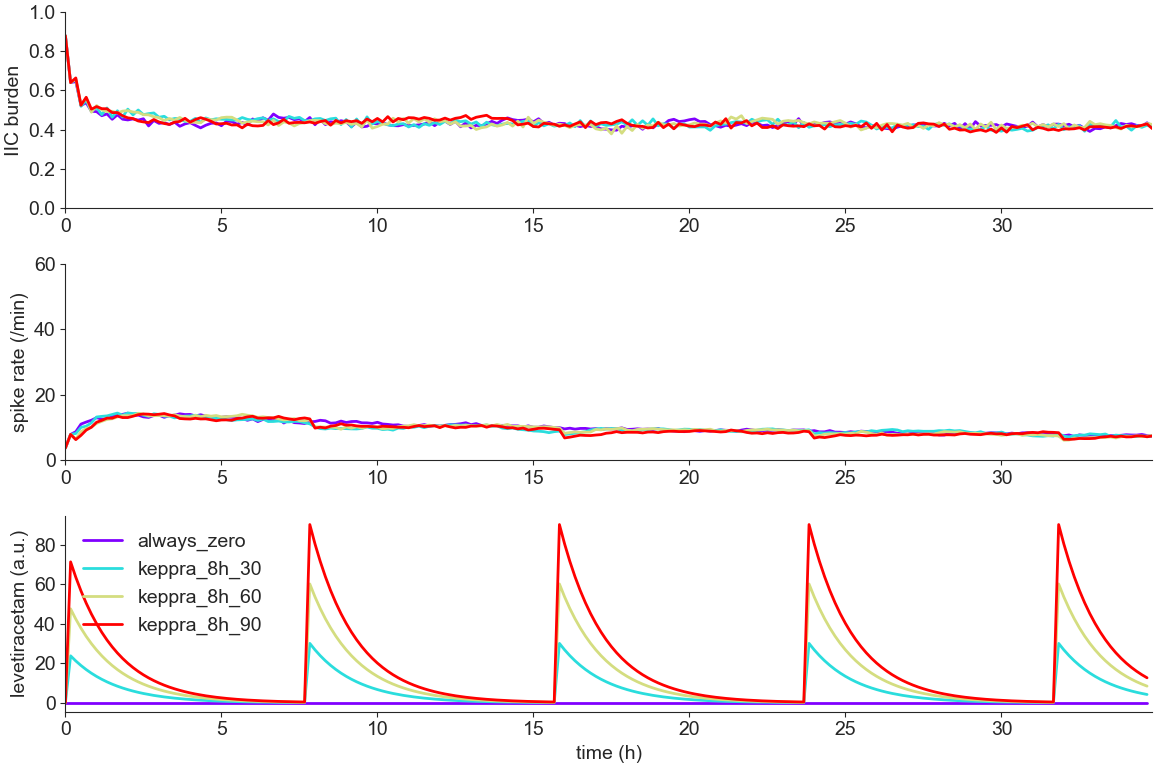 IIC burden
1.0
0.8
0.6
0.4
0.2
0.0
0 5 10 15 20 25 30
spike rate (/min)
60
40
20
0
0 5 10 15 20 25 30
levetiracetam (a.u.)
80
60
40
20
0
always_zero
keppra_8h_30
keppra_8h_60
keppra_8h_90
0 5 10 15 20 25 30
time (h)